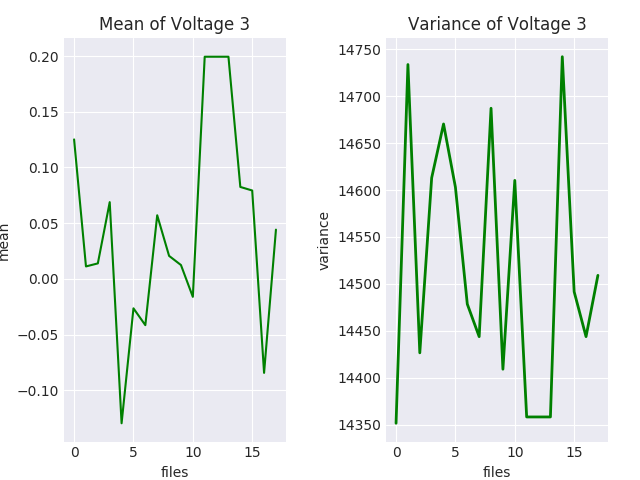 Mean of Voltage 3
0.20
0.15
0.10
0.05
0.00
−0.05
−0.10
mean
0 5 10 15
files
Variance of Voltage 3
14750
14700
14650
14600
14550
14500
14450
14400
14350
variance
0 5 10 15
files